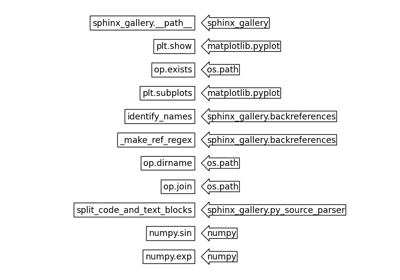 sphinx_gallery.__path__ sphinx_gallery
plt.show matplotlib.pyplot
op.exists os.path
plt.subplots matplotlib.pyplot
identify_names sphinx_gallery.backreferences
_make_ref_regex sphinx_gallery.backreferences
op.dirname os.path
op.join os.path
split_code_and_text_blocks sphinx_gallery.py_source_parser
numpy.sin numpy
numpy.exp numpy